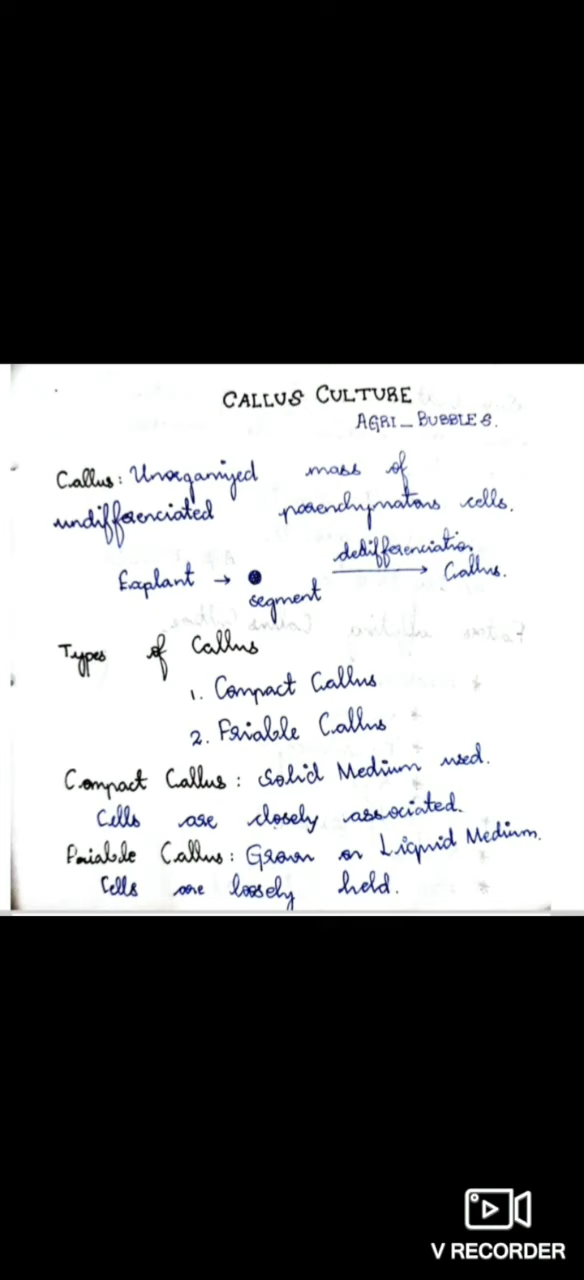 CALLUS CULTURE
AGRI_BUBBLES.
Callus: Unorganized mass of
undifferenciated parenchymatous cells.
Explant → segment dedifferenciation → Callus.
Types of Callus
1. Compact Callus
2. Friable Callus
Compact Callus: Solid Medium used.
Cells are closely associated.
Friable Callus: Grown on Liquid Medium.
Cells are loosely held.
V RECORDER